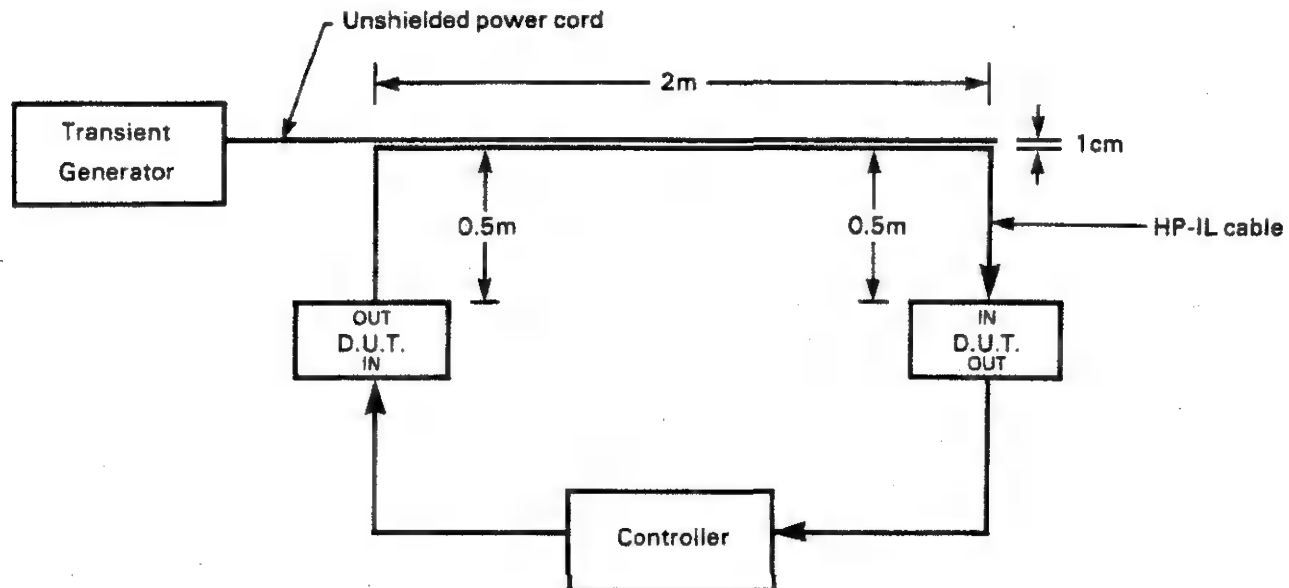 Unshielded power cord
2m
Transient
Generator
1cm
0.5m
0.5m
HP-IL cable
OUT
D.U.T.
IN
IN
D.U.T.
OUT
Controller